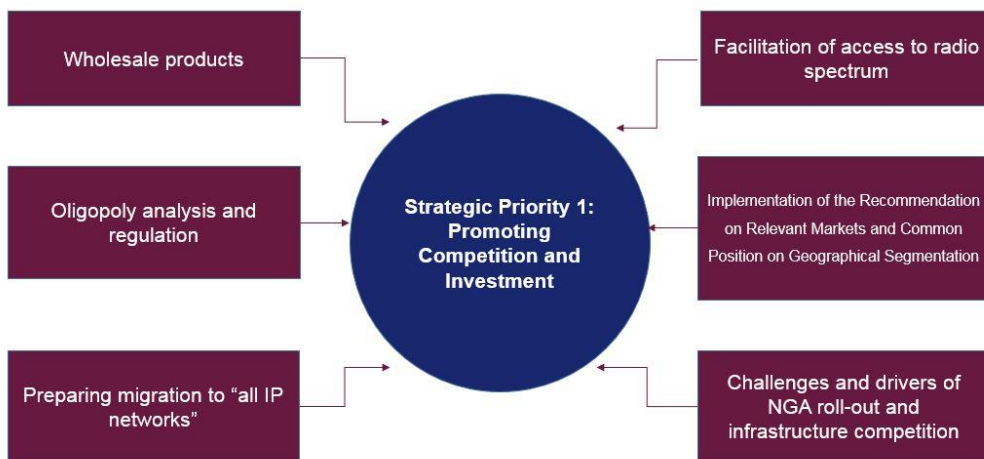 Wholesale products
Oligopoly analysis and
regulation
Preparing migration to “all IP
networks”
Strategic Priority 1:
Promoting
Competition and
Investment
Facilitation of access to radio
spectrum
Implementation of the Recommendation
on Relevant Markets and Common
Position on Geographical Segmentation
Challenges and drivers of
NGA roll-out and
infrastructure competition